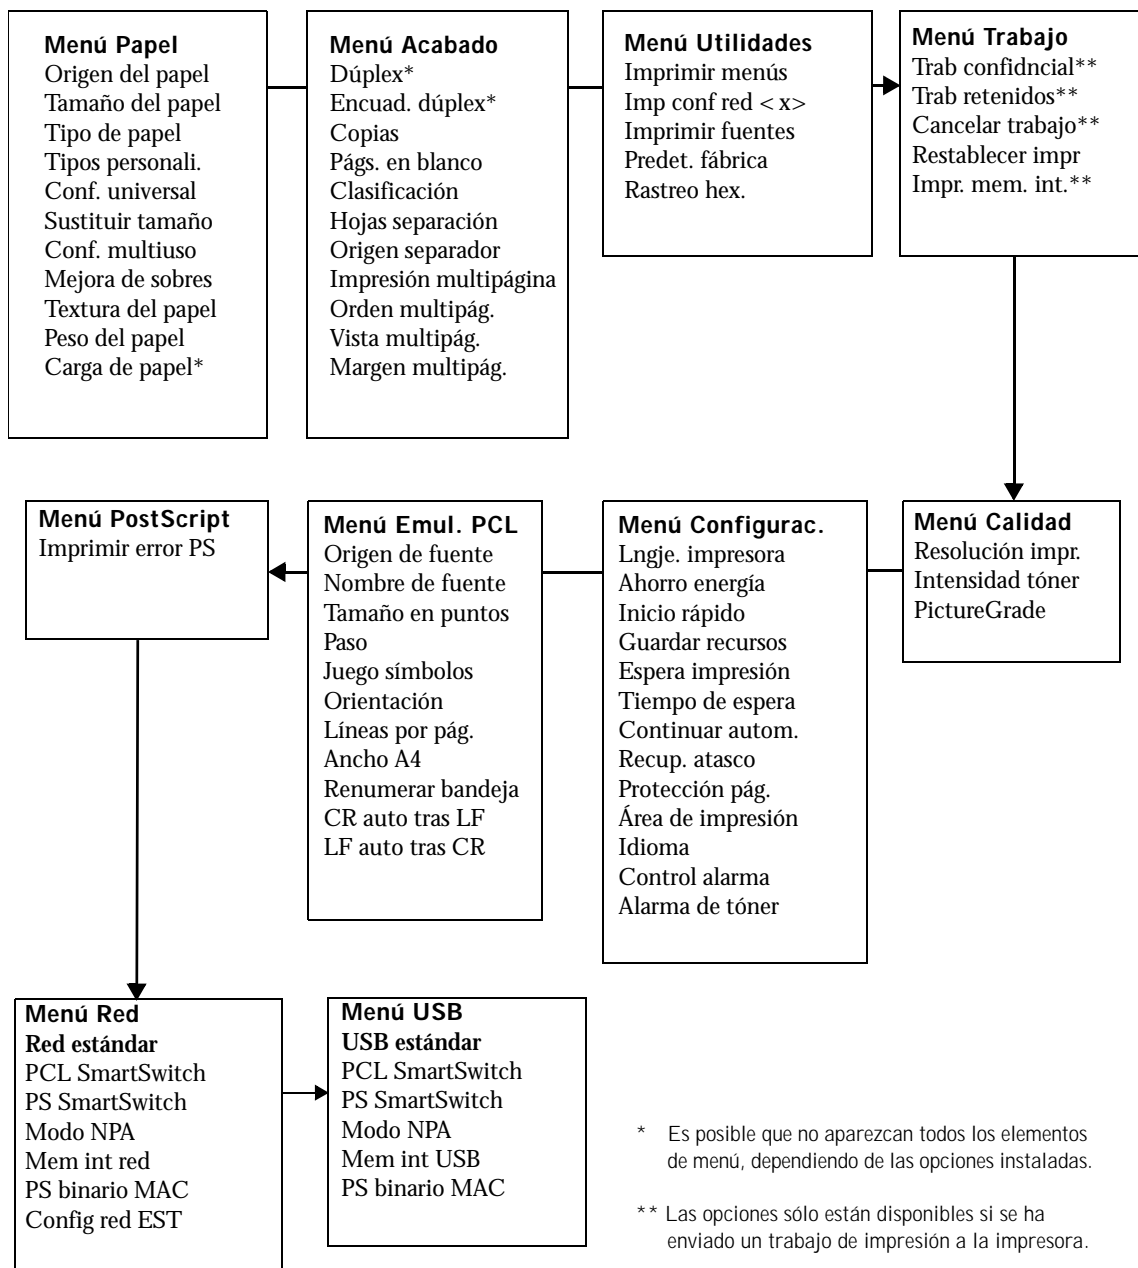 Menú Papel
Origen del papel
Tamaño del papel
Tipo de papel
Tipos personali.
Conf. universal
Sustituir tamaño
Conf. multiuso
Mejora de sobres
Textura del papel
Peso del papel
Carga de papel*
Menú Acabado
Dúplex*
Encuad. dúplex*
Copias
Págs. en blanco
Clasificación
Hojas separación
Origen separador
Impresión multipágina
Orden multipág.
Vista multipág.
Margen multipág.
Menú Utilidades
Imprimir menús
Imp conf red <x>
Imprimir fuentes
Predet. fábrica
Rastreo hex.
Menú Trabajo
Trab confidncial**
Trab retenidos**
Cancelar trabajo**
Restablecer impr
Impr. mem. int.**
Menú PostScript
Imprimir error PS
Menú Emul. PCL
Origen de fuente
Nombre de fuente
Tamaño en puntos
Paso
Juego símbolos
Orientación
Líneas por pág.
Ancho A4
Renumerar bandeja
CR auto tras LF
LF auto tras CR
Menú Configurac.
Lngje. impresora
Ahorro energía
Inicio rápido
Guardar recursos
Espera impresión
Tiempo de espera
Continuar autom.
Recup. atasco
Protección pág.
Área de impresión
Idioma
Control alarma
Alarma de tóner
Menú Calidad
Resolución impr.
Intensidad tóner
PictureGrade
Menú Red
Red estándar
PCL SmartSwitch
PS SmartSwitch
Modo NPA
Mem int red
PS binario MAC
Config red EST
Menú USB
USB estándar
PCL SmartSwitch
PS SmartSwitch
Modo NPA
Mem int USB
PS binario MAC
* Es posible que no aparezcan todos los elementos
de menú, dependiendo de las opciones instaladas.
** Las opciones sólo están disponibles si se ha
enviado un trabajo de impresión a la impresora.